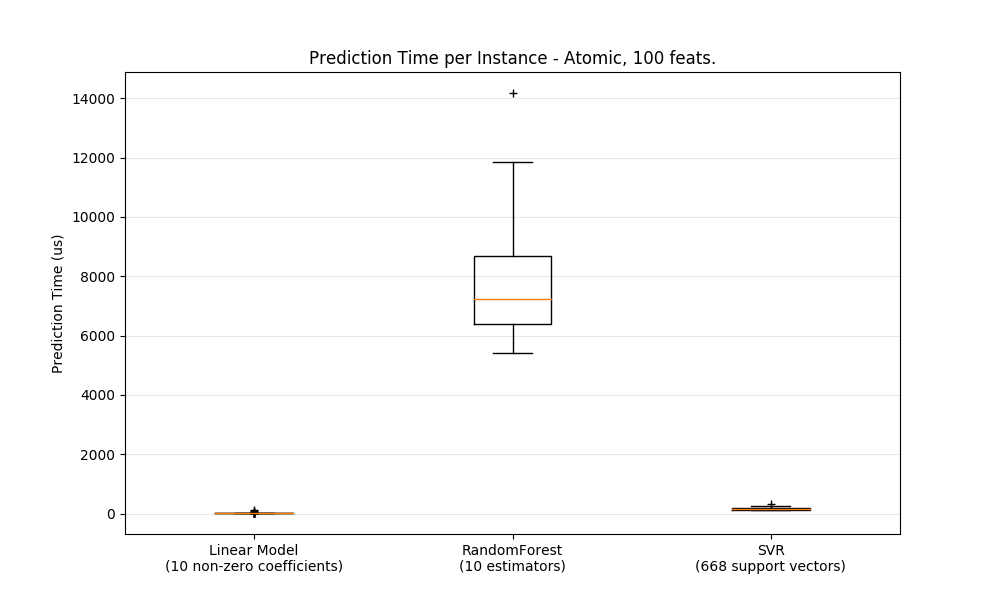 Prediction Time per Instance - Atomic, 100 feats.
Prediction Time (us)
14000
12000
10000
8000
6000
4000
2000
0
Linear Model
(10 non-zero coefficients)
RandomForest
(10 estimators)
SVR
(668 support vectors)